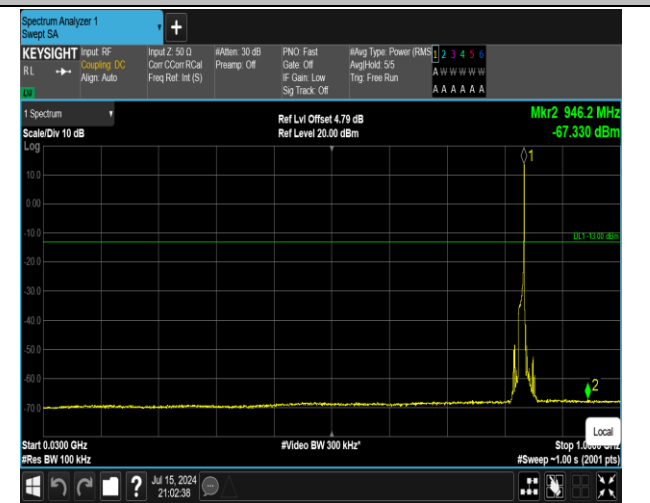 Spectrum Analyzer 1
Swept SA
KEYSIGHT
RL
LW
Input: RF
Coupling: DC
Align: Auto
Input Z: 50 Ω
Corr CCorr RCal
Freq Ref: Int (S)
#Atten: 30 dB
Preamp: Off
PNO: Fast
Gate: Off
IF Gain: Low
Sig Track: Off
#Avg Type: Power (RMS
Avg|Hold: 5/5
Trig: Free Run
1 2 3 4 5 6
A W W W W W
A A A A A A
1 Spectrum
Scale/Div 10 dB
Log
Ref Lvl Offset 4.79 dB
Ref Level 20.00 dBm
Mkr2 946.2 MHz
-67.330 dBm
1
10.0
0.00
-10.0
DL1 -13.00 dBm
-20.0
-30.0
-40.0
-50.0
-60.0
2
-70.0
Local
Start 0.0300 GHz
#Res BW 100 kHz
#Video BW 300 kHz*
Stop
#Sweep ~1.00 s (2001 pts)
?
Jul 15, 2024
21:02:38